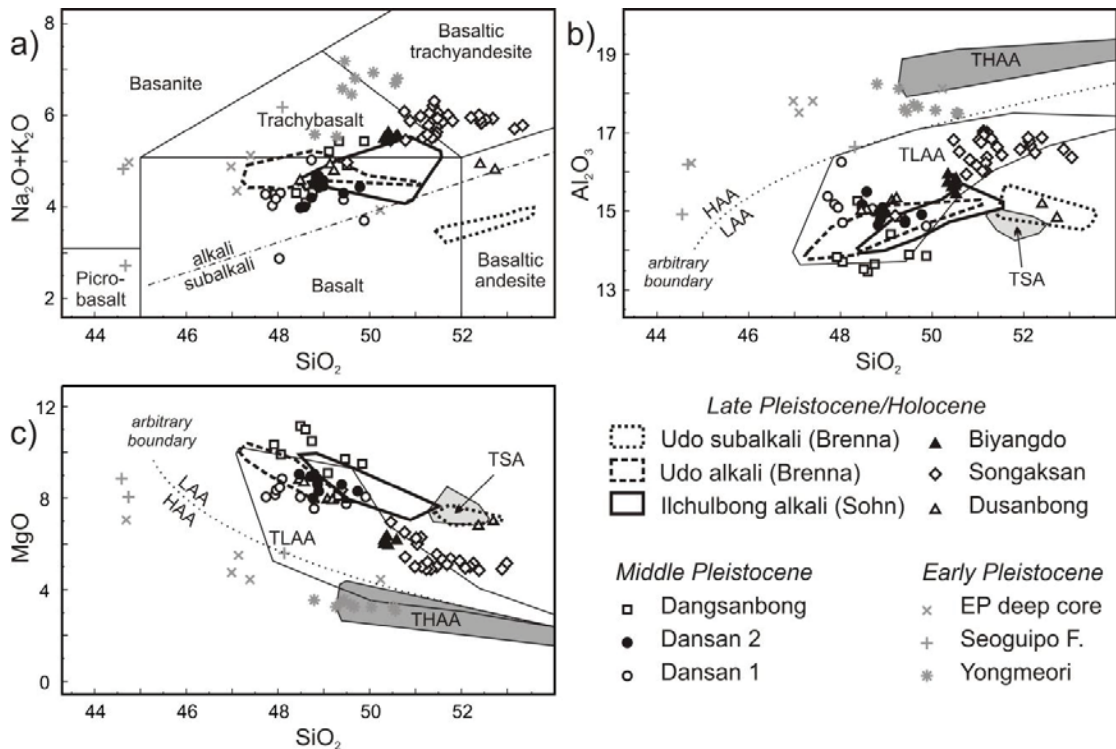 a)
Na₂O+K₂O
8
6
4
2
Basanite
Basaltic
trachyandesite
Trachybasalt
alkali
subalkali
Picro-
basalt
Basalt
Basaltic
andesite
44 46 48 50 52
SiO₂
b)
Al₂O₃
19
17
15
13
THAA
TLAA
HAA
LAA
arbitrary
boundary
TSA
44 46 48 50 52
SiO₂
c)
MgO
12
8
4
0
arbitrary
boundary
LAA
HAA
TSA
TLAA
THAA
44 46 48 50 52
SiO₂
Late Pleistocene/Holocene
Udo subalkali (Brenna)
Udo alkali (Brenna)
Ilchulbong alkali (Sohn)
Biyangdo
Songaksan
Dusanbong
Middle Pleistocene
Dangsanbong
Dansan 2
Dansan 1
Early Pleistocene
EP deep core
Seoguipo F.
Yongmeori